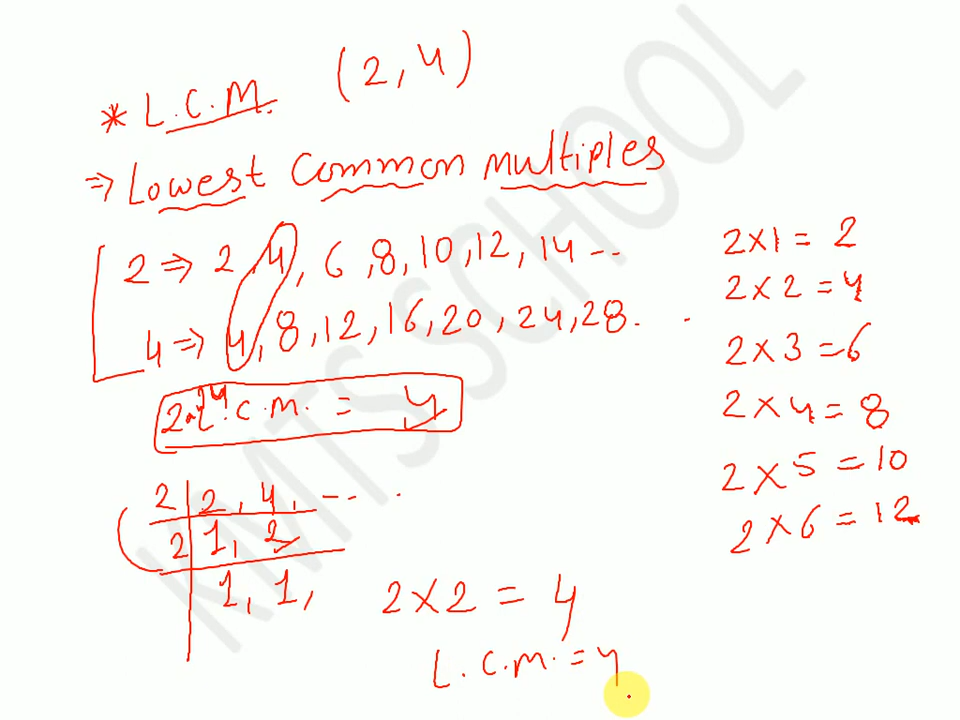 * L.C.M. (2, 4)
⇒ Lowest Common multiples
2 ⇒ 2, 4, 6, 8, 10, 12, 14 --
4 ⇒ 4, 8, 12, 16, 20, 24, 28. .
C.M. = 4
2 | 2, 4, --- .
2 | 1, 2
1, 1,
2 × 2 = 4
L.C.M. = 4
2 × 1 = 2
2 × 2 = 4
2 × 3 = 6
2 × 4 = 8
2 × 5 = 10
2 × 6 = 12
KMTS SCHOOL